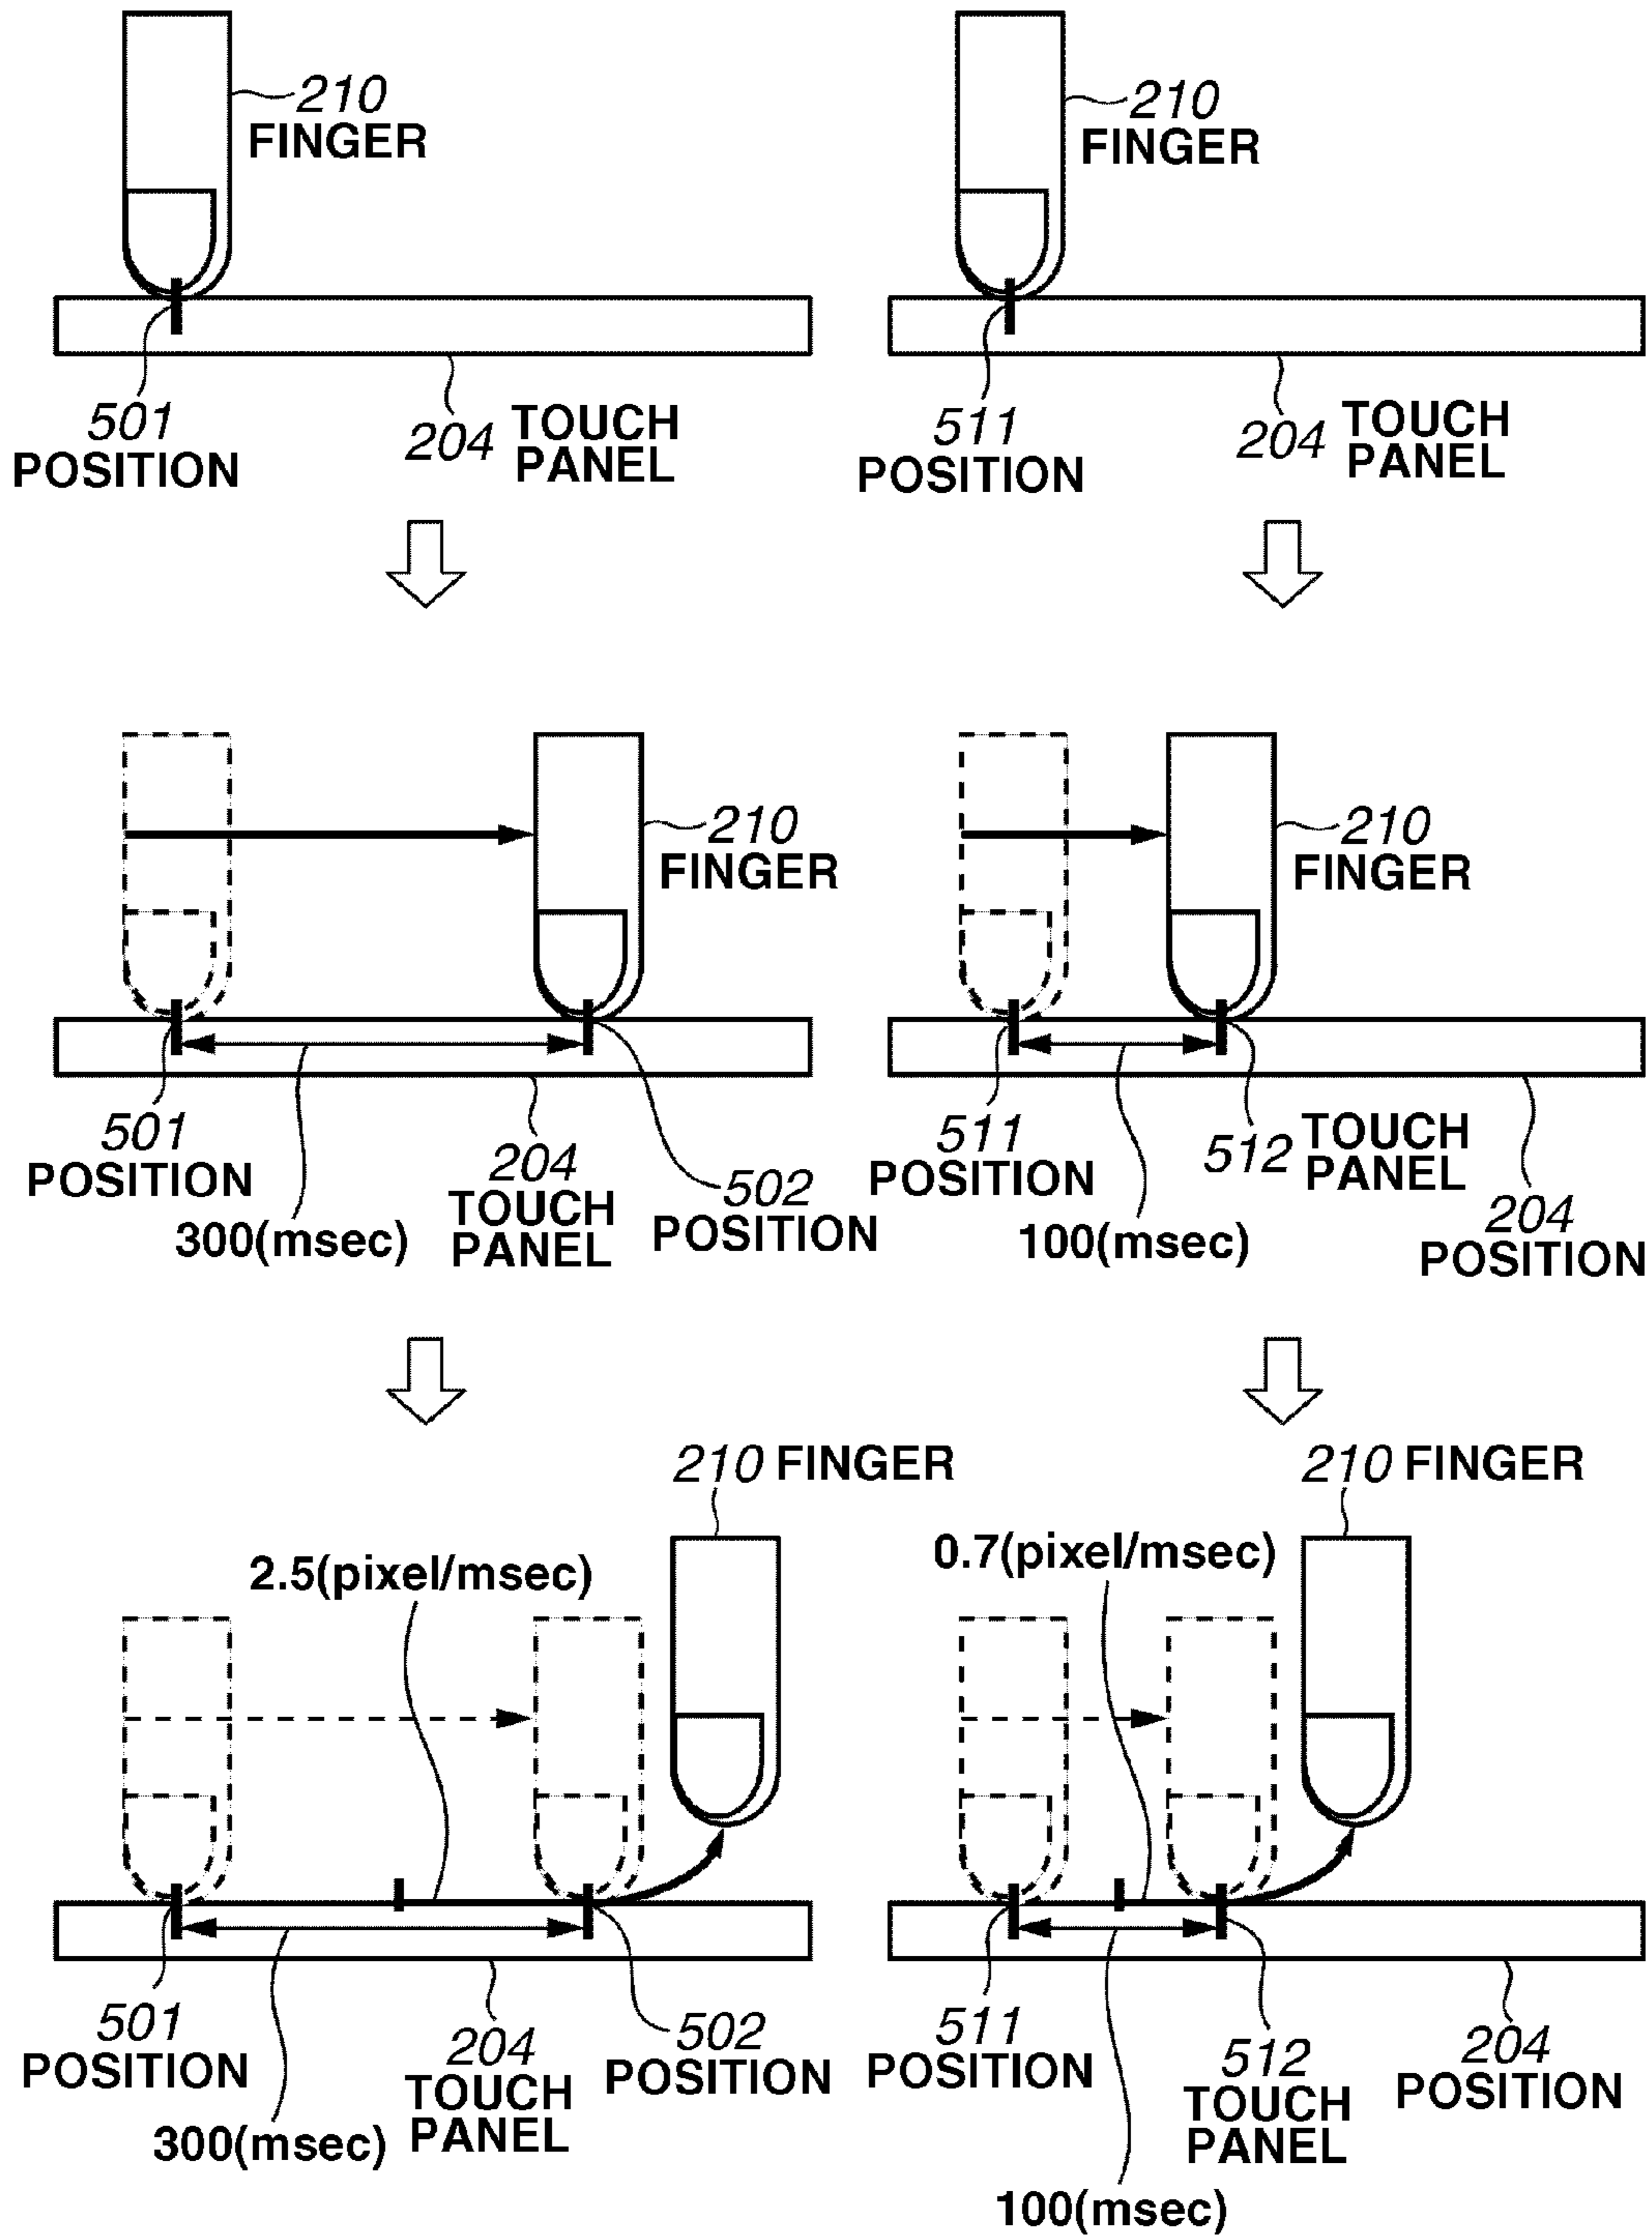 210
FINGER
501
POSITION
204
TOUCH
PANEL
210
FINGER
511
POSITION
204
TOUCH
PANEL
210
FINGER
501
POSITION
300(msec)
204
TOUCH
PANEL
502
POSITION
210
FINGER
511
POSITION
100(msec)
512
TOUCH
PANEL
204
POSITION
210 FINGER
2.5(pixel/msec)
501
POSITION
300(msec)
204
TOUCH
PANEL
502
POSITION
210 FINGER
0.7(pixel/msec)
511
POSITION
100(msec)
512
TOUCH
PANEL
204
POSITION